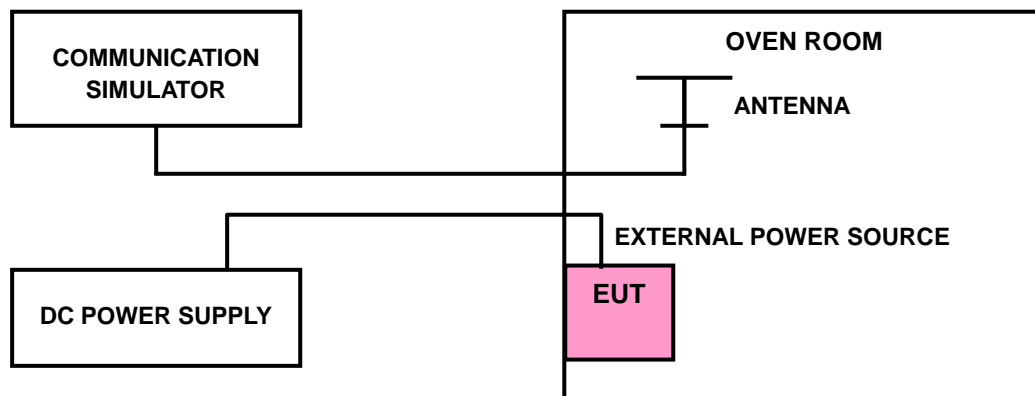 COMMUNICATION
SIMULATOR
OVEN ROOM
ANTENNA
EXTERNAL POWER SOURCE
DC POWER SUPPLY
EUT